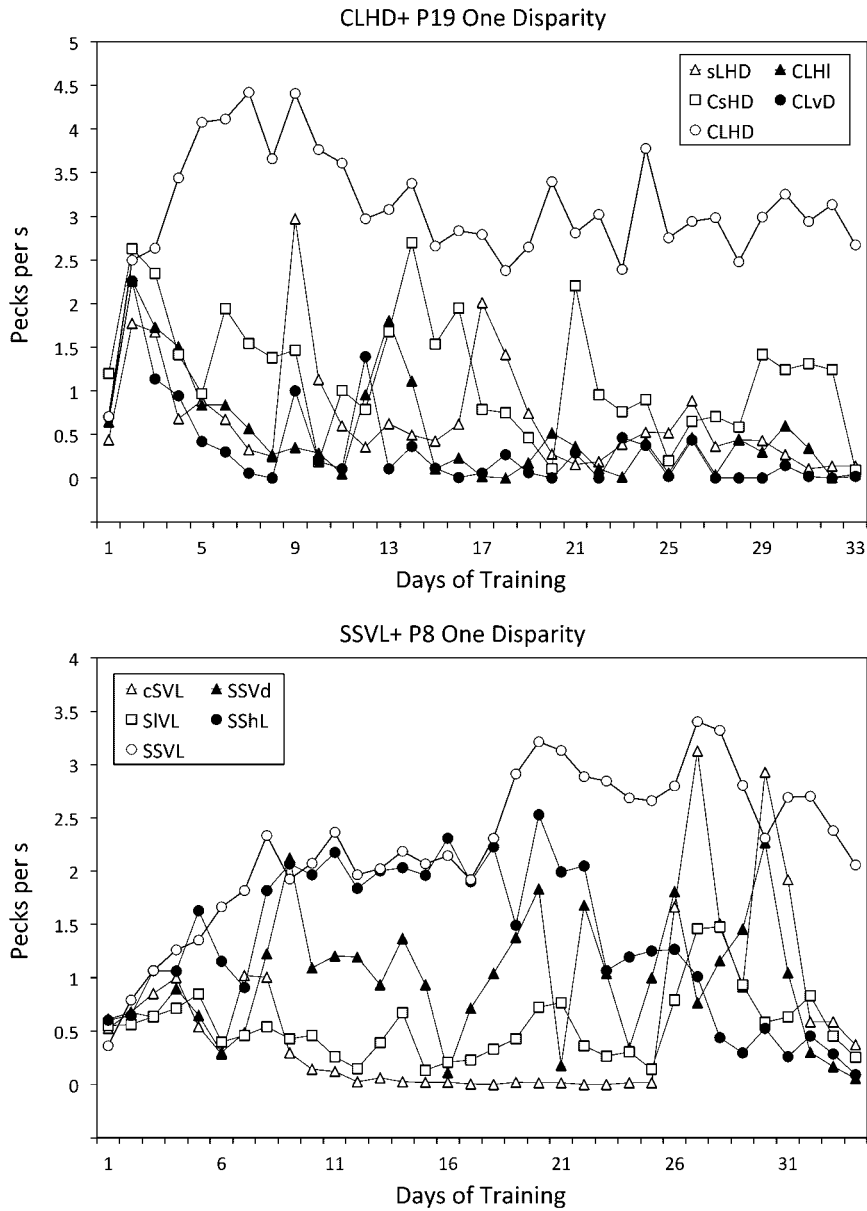 CLHD+ P19 One Disparity
5
4.5
4
3.5
3
2.5
2
1.5
1
0.5
0
Pecks per s
sLHD CLHl
CsHD CLvD
CLHD
1 5 9 13 17 21 25 29 33
Days of Training
SSVL+ P8 One Disparity
4
3.5
3
2.5
2
1.5
1
0.5
0
Pecks per s
cSVL SSVd
SlVL SShL
SSVL
1 6 11 16 21 26 31
Days of Training